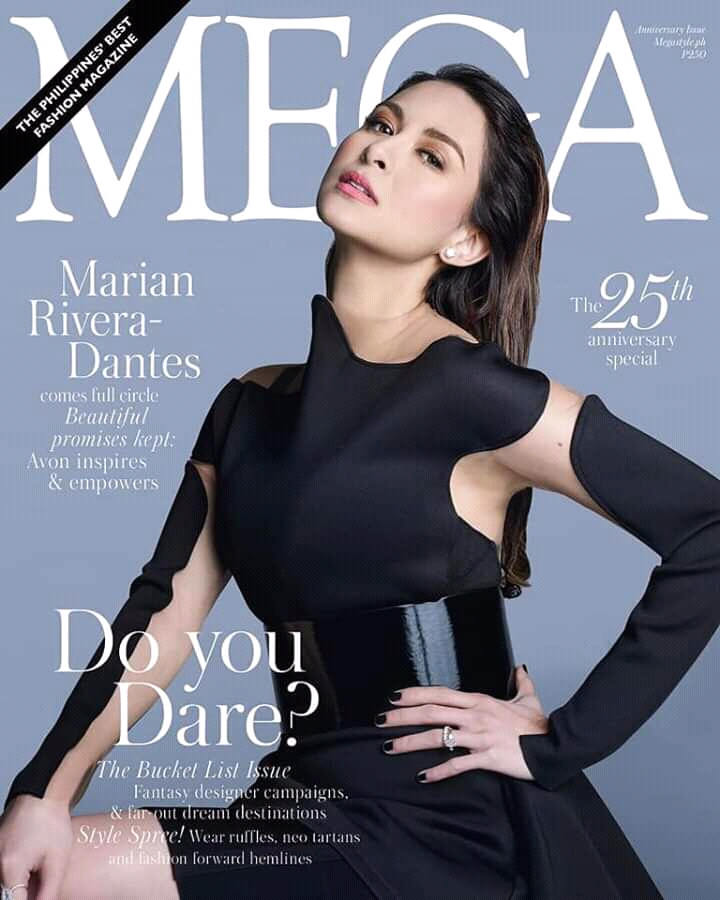 THE PHILIPPINES' BEST
FASHION MAGAZINE
MEGA
Anniversary Issue
Megastyle.ph
P250
Marian
Rivera-
Dantes
comes full circle
Beautiful
promises kept:
Avon inspires
& empowers
The 25th
anniversary
special
Do you
Dare?
The Bucket List Issue
Fantasy designer campaigns,
& far-out dream destinations
Style Spree! Wear ruffles, neo tartans
and fashion forward hemlines